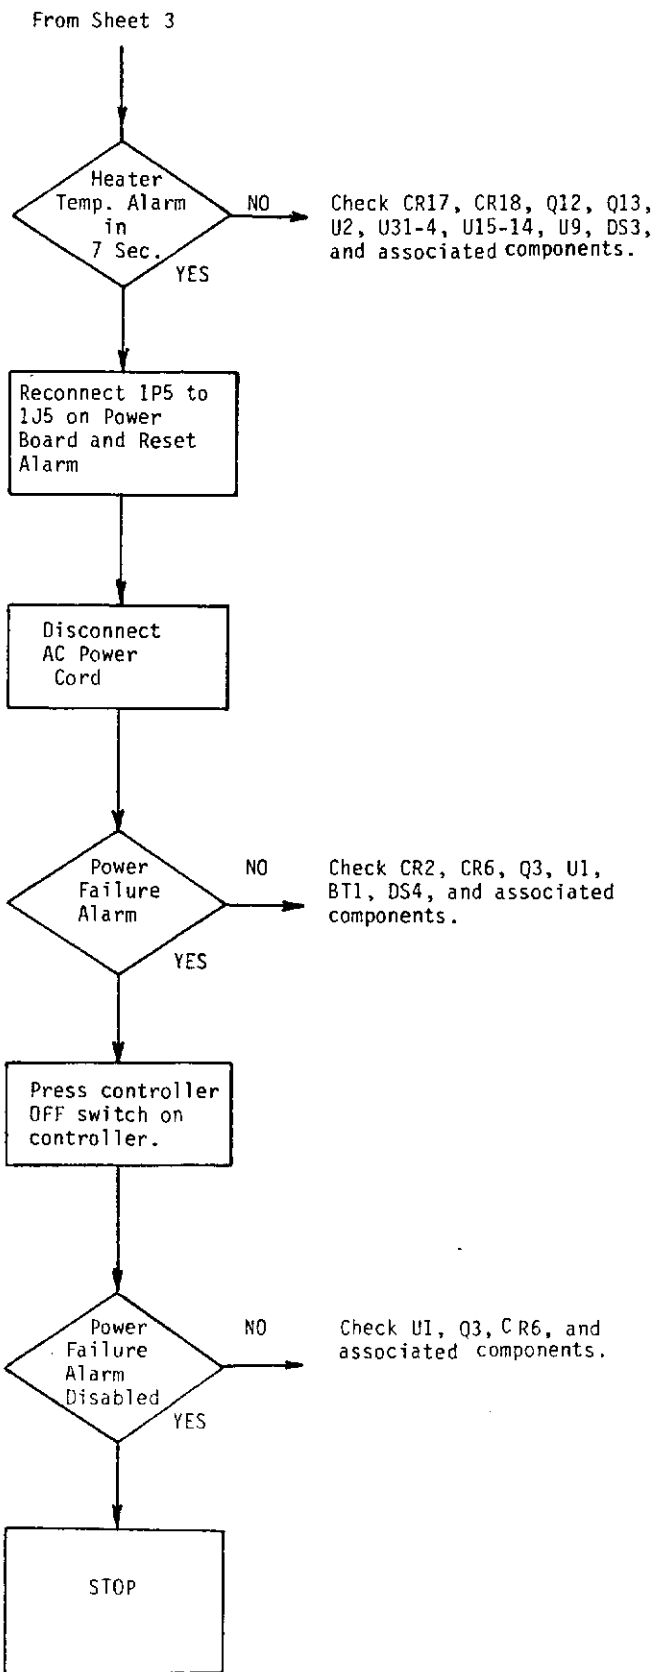 From Sheet 3
Heater
Temp. Alarm
in
7 Sec.
NO
Check CR17, CR18, Q12, Q13,
U2, U31-4, U15-14, U9, DS3,
and associated components.
YES
Reconnect 1P5 to
1J5 on Power
Board and Reset
Alarm
Disconnect
AC Power
Cord
Power
Failure
Alarm
NO
Check CR2, CR6, Q3, U1,
BT1, DS4, and associated
components.
YES
Press controller
OFF switch on
controller.
Power
Failure
Alarm
Disabled
NO
Check UI, Q3, CR6, and
associated components.
YES
STOP